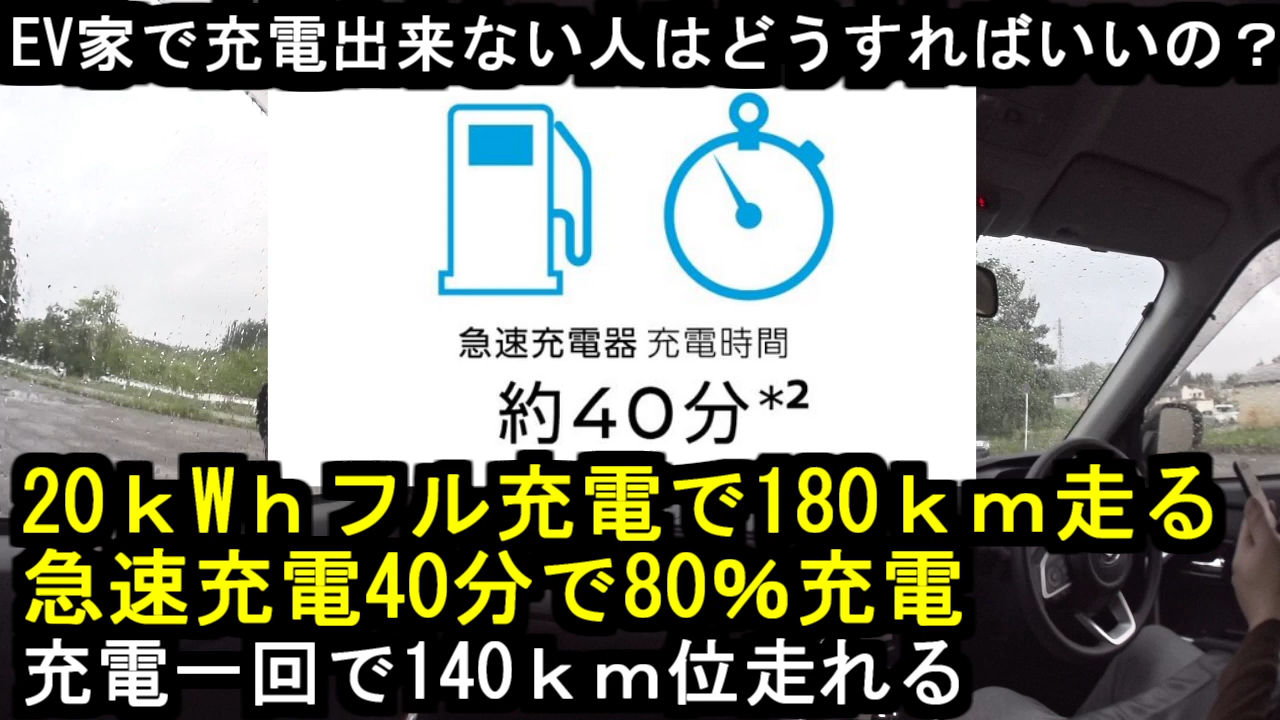 EV家で充電出来ない人はどうすればいいの？
急速充電器 充電時間
約40分*2
20ｋWｈフル充電で180ｋｍ走る
急速充電40分で80％充電
充電一回で140ｋｍ位走れる